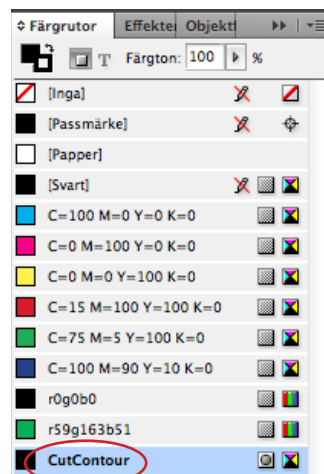 Färgrutor Effekter Objektf
T Färgton: 100 %
[Inga]
[Passmärke]
[Papper]
[Svart]
C=100 M=0 Y=0 K=0
C=0 M=100 Y=0 K=0
C=0 M=0 Y=100 K=0
C=15 M=100 Y=100 K=0
C=75 M=5 Y=100 K=0
C=100 M=90 Y=10 K=0
r0g0b0
r59g163b51
CutContour